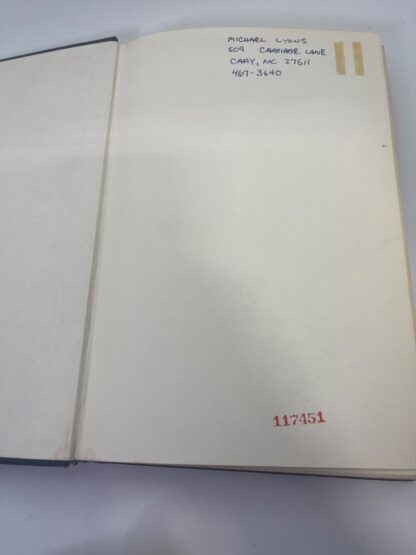 MICHAEL LYONS
509 CARRIAGE LANE
CARY, NC 27511
467-3640
117451